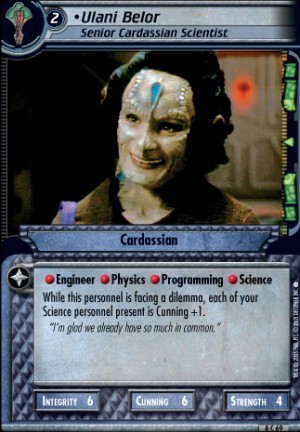 2
•Ulani Belor
Senior Cardassian Scientist
Cardassian
Engineer Physics Programming Science
While this personnel is facing a dilemma, each of your
Science personnel present is Cunning +1.
"I'm glad we already have so much in common."
INTEGRITY 6 CUNNING 6 STRENGTH 4